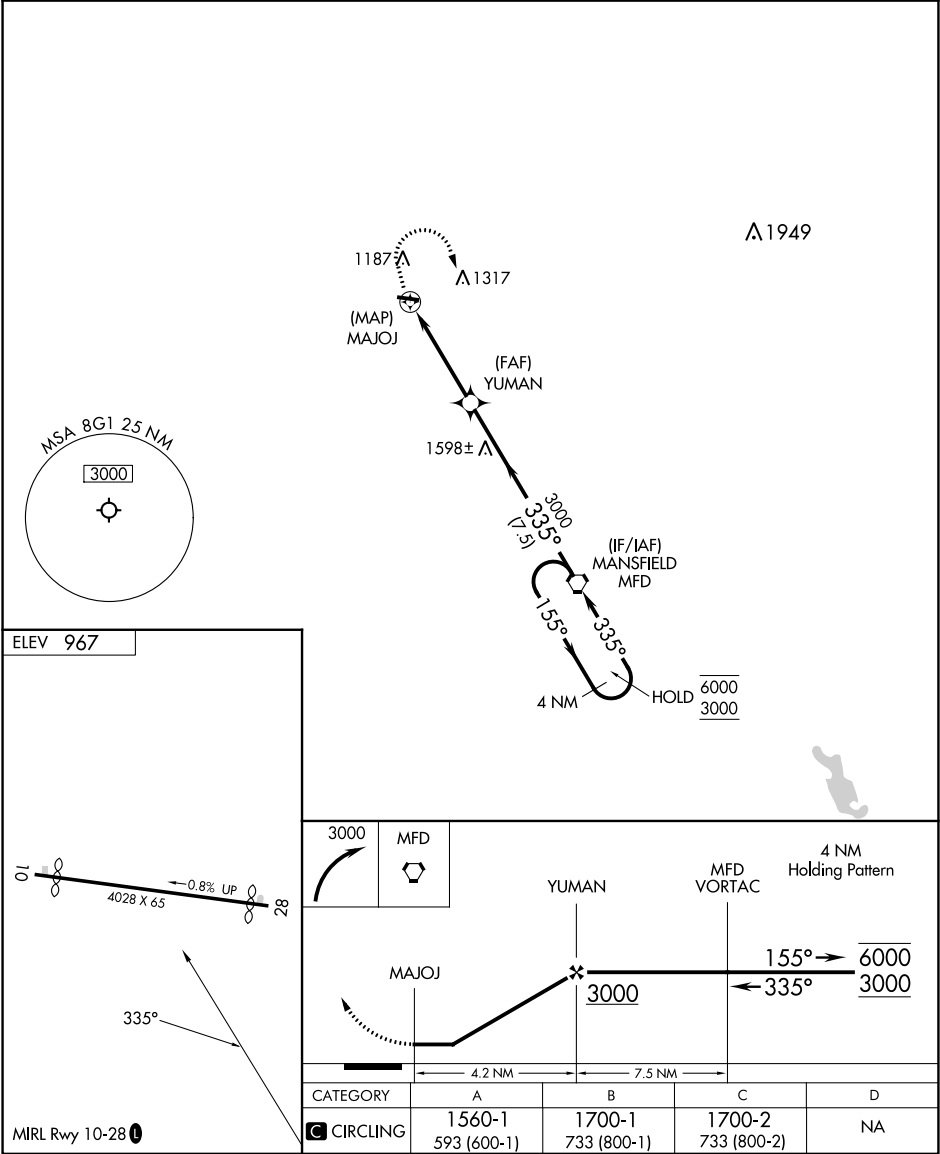 1949
1187
1317
(MAP)
MAJOJ
(FAF)
YUMAN
1598±
MSA 8G1 25 NM
3000
3000
335°
(7.5)
(IF/IAF)
MANSFIELD
MFD
155°
335°
4 NM
HOLD
6000
3000
ELEV 967
10
0.8% UP
4028 X 65
28
335°
MIRL Rwy 10-28 L
3000
MFD
YUMAN
MFD
VORTAC
4 NM
Holding Pattern
MAJOJ
3000
155°
335°
6000
3000
4.2 NM
7.5 NM
CATEGORY A B C D
C CIRCLING 1560-1 1700-1 1700-2 NA
593 (600-1) 733 (800-1) 733 (800-2)